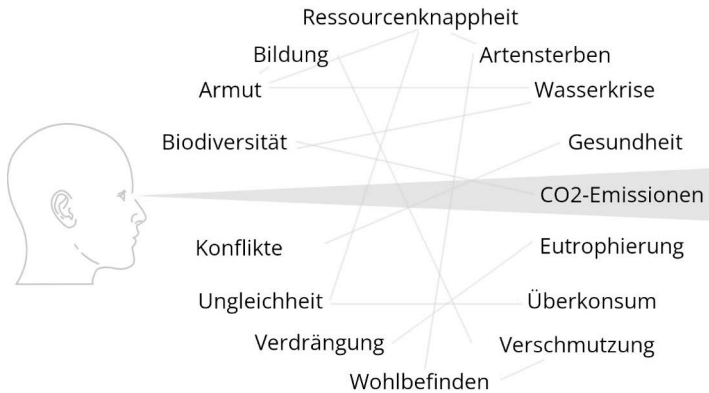 Ressourcenknappheit
Bildung
Artensterben
Armut
Wasserkrise
Biodiversität
Gesundheit
CO2-Emissionen
Konflikte
Eutrophierung
Ungleichheit
Überkonsum
Verdrängung
Verschmutzung
Wohlbefinden